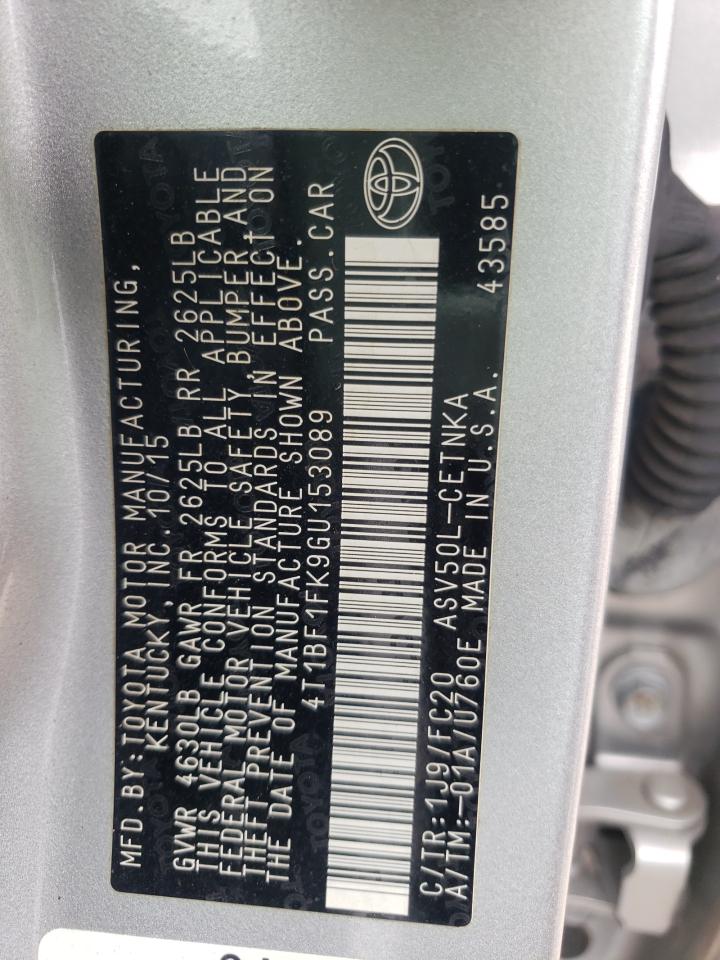 MFD.BY:TOYOTA MOTOR MANUFACTURING,
KENTUCKY, INC.10/15
GVWR 4630LB GAWR FR 2625LB RR 2625LB
THIS VEHICLE CONFORMS TO ALL APPLICABLE
FEDERAL MOTOR VEHICLE SAFETY, BUMPER, AND
THEFT PREVENTION STANDARDS IN EFFECT ON
THE DATE OF MANUFACTURE SHOWN ABOVE.
4T1BF1FK9GU153089 PASS.CAR
C/TR:1J9/FC20 ASV50L-CETNKA
A/TM:-01A/U760E MADE IN U.S.A. 43585